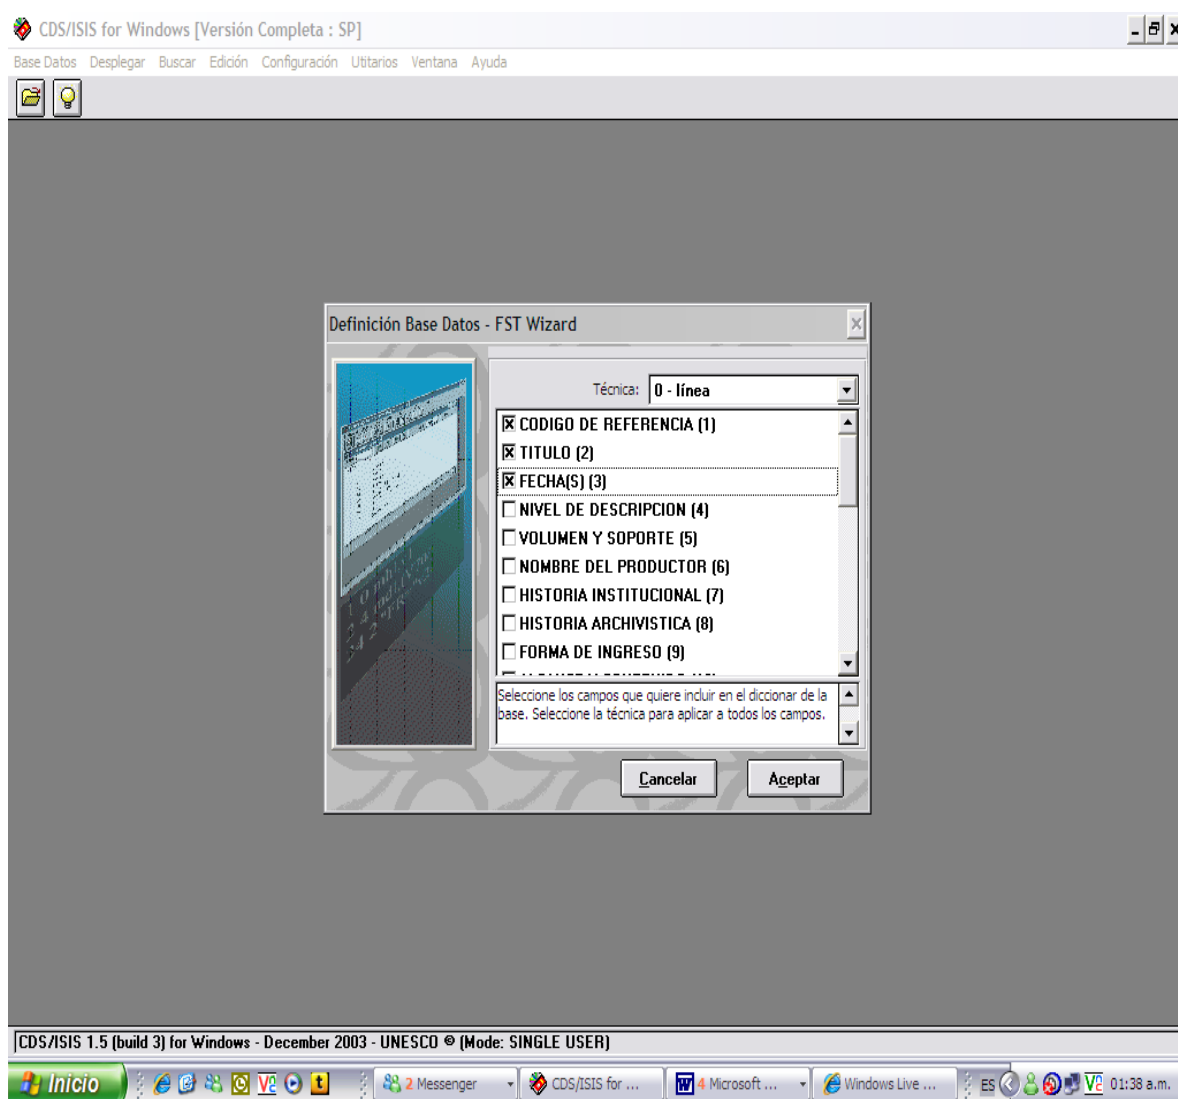 CDS/ISIS for Windows [Versión Completa : SP]
Base Datos Desplegar Buscar Edición Configuración Utitarios Ventana Ayuda
Definición Base Datos - FST Wizard
Técnica: 0 - línea
CODIGO DE REFERENCIA (1)
TITULO (2)
FECHA(S) (3)
NIVEL DE DESCRIPCION (4)
VOLUMEN Y SOPORTE (5)
NOMBRE DEL PRODUCTOR (6)
HISTORIA INSTITUCIONAL (7)
HISTORIA ARCHIVISTICA (8)
FORMA DE INGRESO (9)
Seleccione los campos que quiere incluir en el diccionar de la
base. Seleccione la técnica para aplicar a todos los campos.
Cancelar Aceptar
CDS/ISIS 1.5 (build 3) for Windows - December 2003 - UNESCO © (Mode: SINGLE USER)
Inicio 2 Messenger CDS/ISIS for ... 4 Microsoft ... Windows Live ... ES 01:38 a.m.